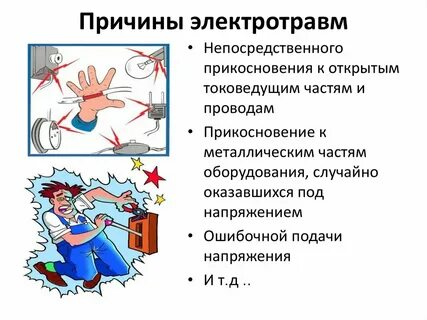 Причины электротравм
• Непосредственного
прикосновения к открытым
токоведущим частям и
проводам
• Прикосновение к
металлическим частям
оборудования, случайно
оказавшихся под
напряжением
• Ошибочной подачи
напряжения
• И т.д ..